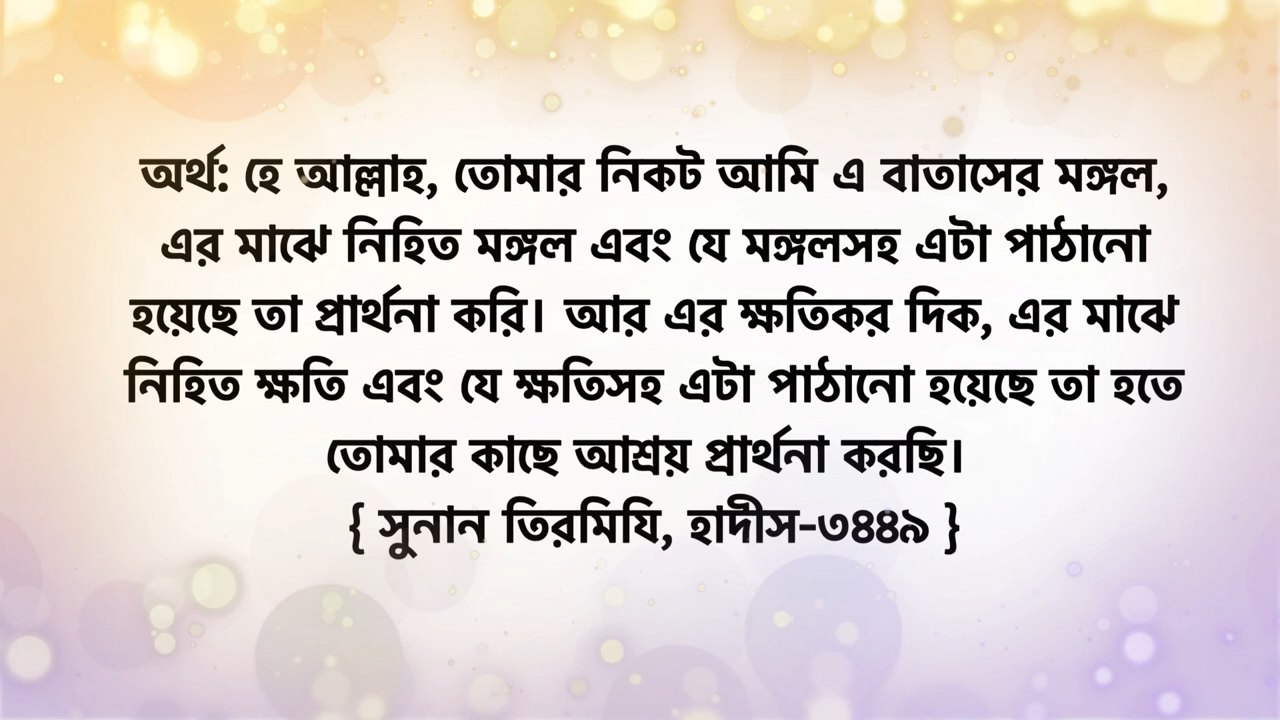 অর্থ: হে আল্লাহ, তোমার নিকট আমি এ বাতাসের মঙ্গল,
এর মাঝে নিহিত মঙ্গল এবং যে মঙ্গলসহ এটা পাঠানো
হয়েছে তা প্রার্থনা করি। আর এর ক্ষতিকর দিক, এর মাঝে
নিহিত ক্ষতি এবং যে ক্ষতিসহ এটা পাঠানো হয়েছে তা হতে
তোমার কাছে আশ্রয় প্রার্থনা করছি।
{ সুনান তিরমিযি, হাদীস-৩৪৪৯ }